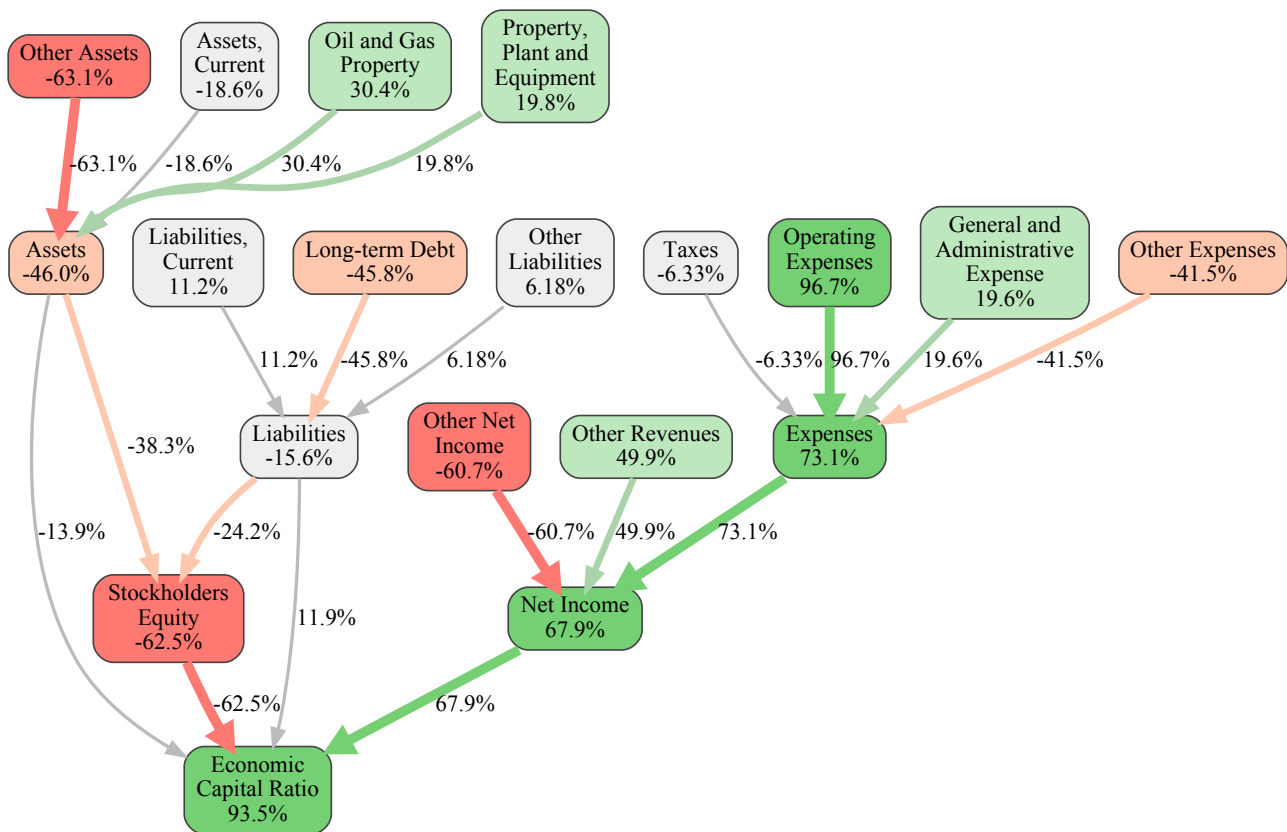 Other Assets
-63.1%
Assets,
Current
-18.6%
Oil and Gas
Property
30.4%
Property,
Plant and
Equipment
19.8%
-63.1%
-18.6%
30.4%
19.8%
Assets
-46.0%
Liabilities,
Current
11.2%
Long-term Debt
-45.8%
Other
Liabilities
6.18%
Taxes
-6.33%
Operating
Expenses
96.7%
General and
Administrative
Expense
19.6%
Other Expenses
-41.5%
11.2%
-45.8%
6.18%
-6.33%
96.7%
19.6%
-41.5%
Liabilities
-15.6%
Other Net
Income
-60.7%
Other Revenues
49.9%
Expenses
73.1%
-38.3%
-13.9%
-24.2%
-60.7%
49.9%
73.1%
Stockholders
Equity
-62.5%
11.9%
Net Income
67.9%
-62.5%
67.9%
Economic
Capital Ratio
93.5%